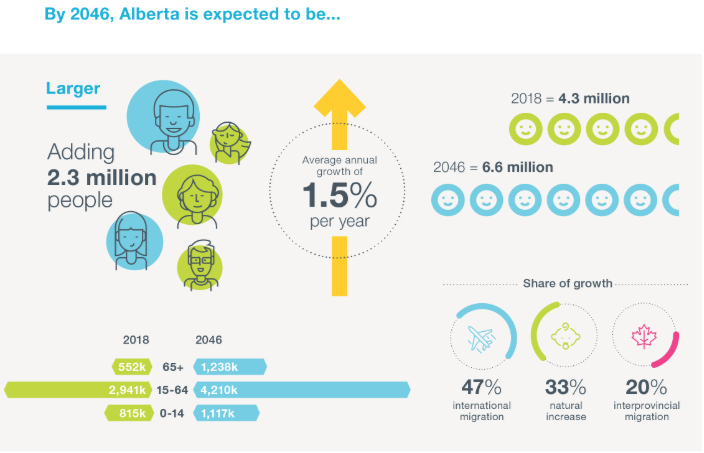 By 2046, Alberta is expected to be...
Larger
Adding
2.3 million
people
Average annual
growth of
1.5%
per year
2018 = 4.3 million
2046 = 6.6 million
Share of growth
47%
international
migration
33%
natural
increase
20%
interprovincial
migration
2018 2046
552k 65+ 1,238k
2,941k 15-64 4,210k
815k 0-14 1,117k